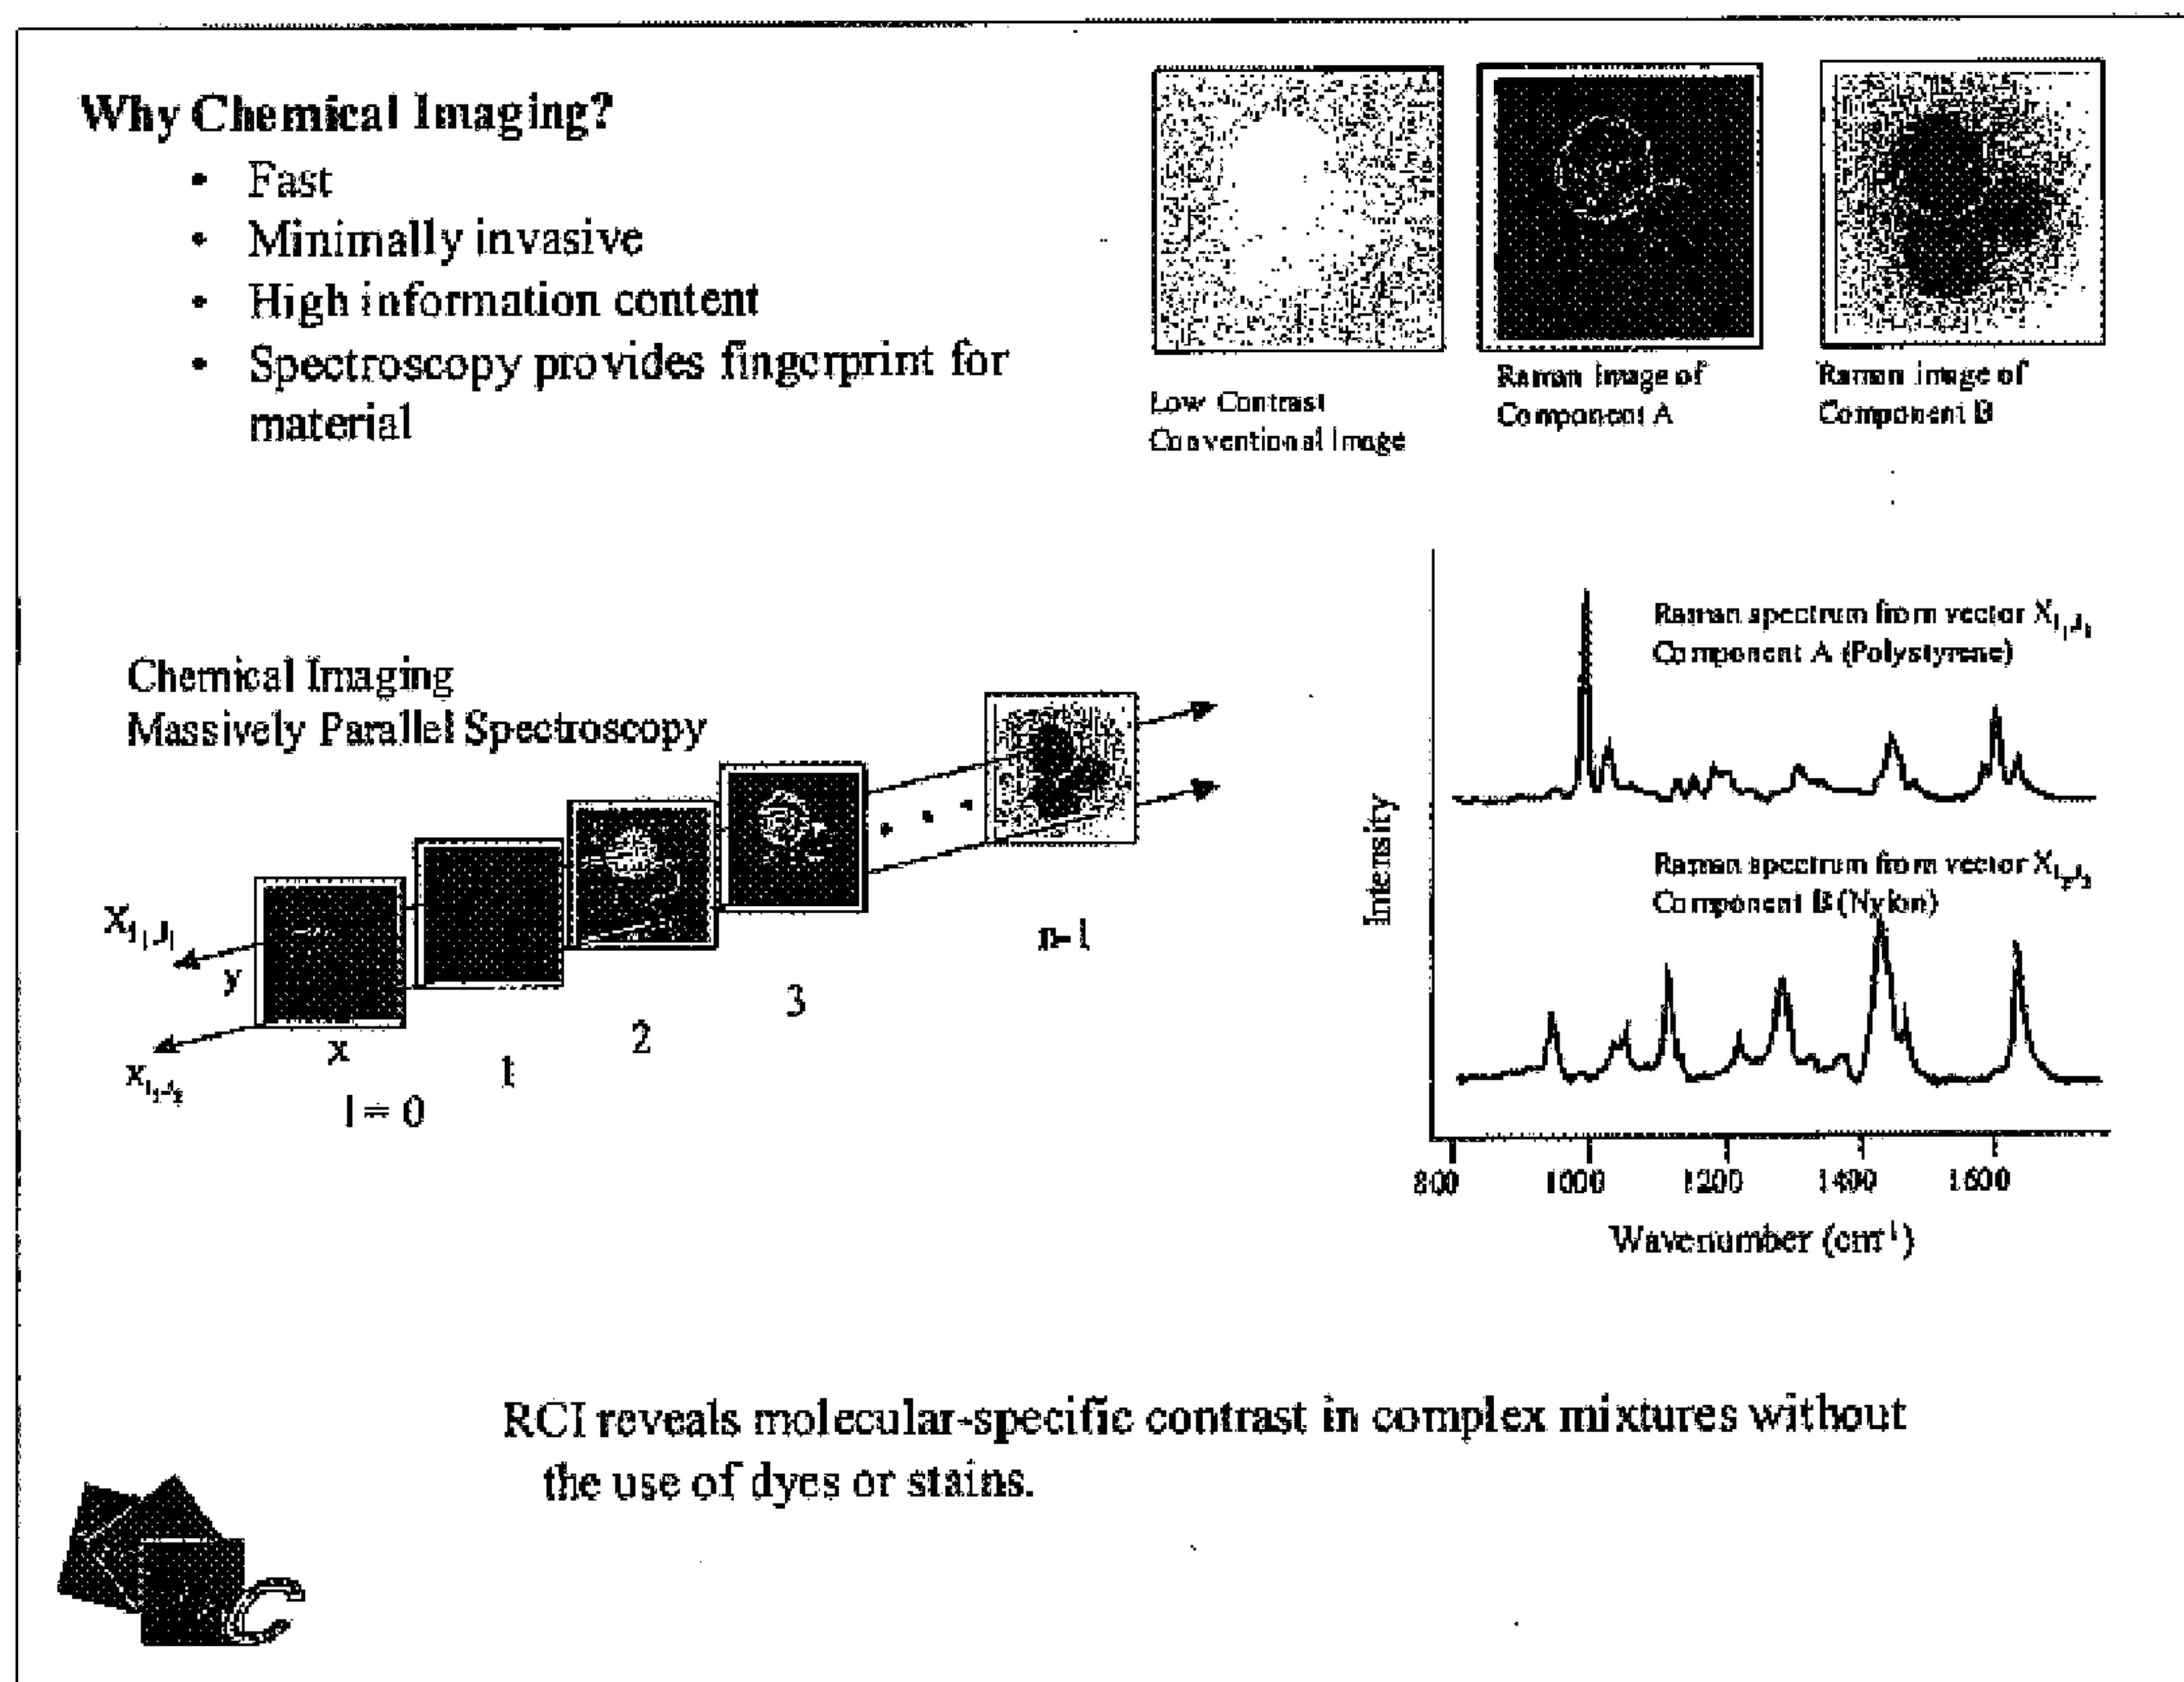 Why Chemical Imaging?
• Fast
• Minimally invasive
• High information content
• Spectroscopy provides fingerprint for
material
Low Contrast
Conventional Image
Raman Image of
Component A
Raman image of
Component B
Chemical Imaging
Massively Parallel Spectroscopy
y
x
1
2
3
n-1
Raman spectrum from vector
Component A (Polystyrene)
Raman spectrum from vector
Component B (Nylon)
Intensity
800 1000 1200 1400 1600
Wavenumber (cm⁻¹)
RCI reveals molecular-specific contrast in complex mixtures without
the use of dyes or stains.
C